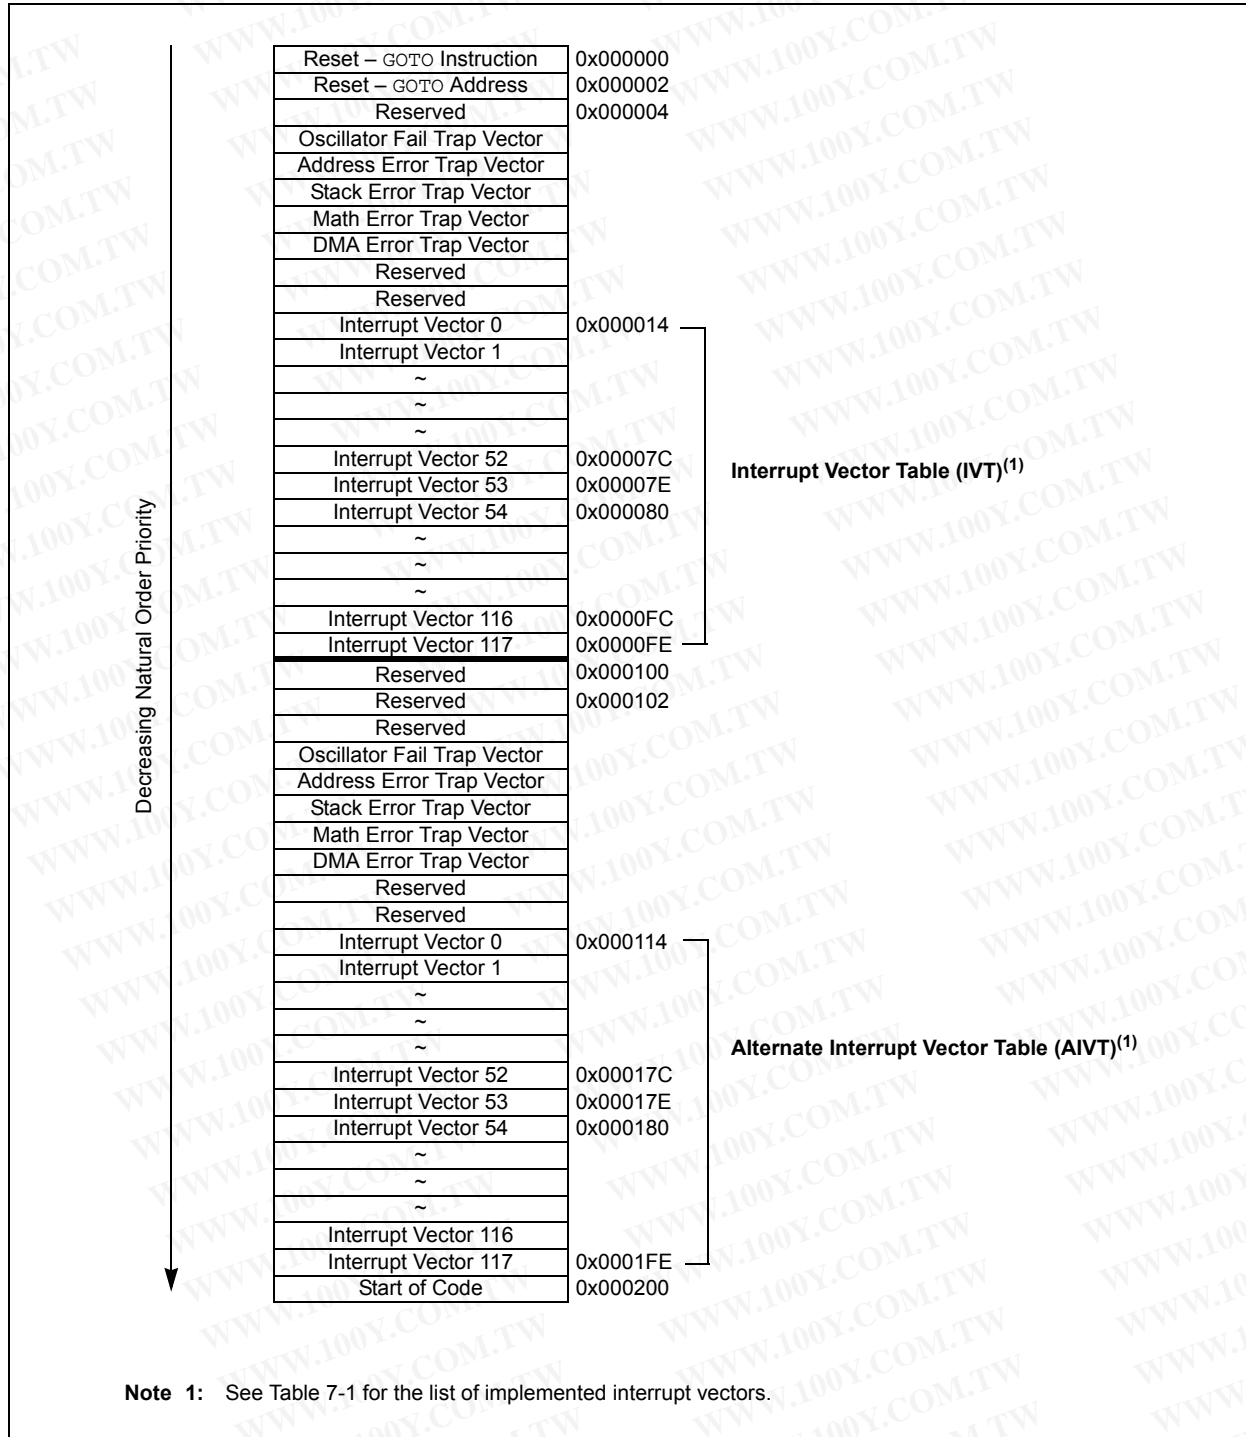 Reset – GOTO Instruction 0x000000
Reset – GOTO Address 0x000002
Reserved 0x000004
Oscillator Fail Trap Vector
Address Error Trap Vector
Stack Error Trap Vector
Math Error Trap Vector
DMA Error Trap Vector
Reserved
Reserved
Interrupt Vector 0 0x000014
Interrupt Vector 1
~
~
~
Interrupt Vector 52 0x00007C
Interrupt Vector Table (IVT)(1)
Interrupt Vector 53 0x00007E
Interrupt Vector 54 0x000080
~
~
~
Interrupt Vector 116 0x0000FC
Interrupt Vector 117 0x0000FE
Decreasing Natural Order Priority
Reserved 0x000100
Reserved 0x000102
Reserved
Oscillator Fail Trap Vector
Address Error Trap Vector
Stack Error Trap Vector
Math Error Trap Vector
DMA Error Trap Vector
Reserved
Reserved
Interrupt Vector 0 0x000114
Interrupt Vector 1
~
~
~
Alternate Interrupt Vector Table (AIVT)(1)
Interrupt Vector 52 0x00017C
Interrupt Vector 53 0x00017E
Interrupt Vector 54 0x000180
~
~
~
Interrupt Vector 116
Interrupt Vector 117 0x0001FE
Start of Code 0x000200
Note 1: See Table 7-1 for the list of implemented interrupt vectors.
WWW.100Y.COM.TW